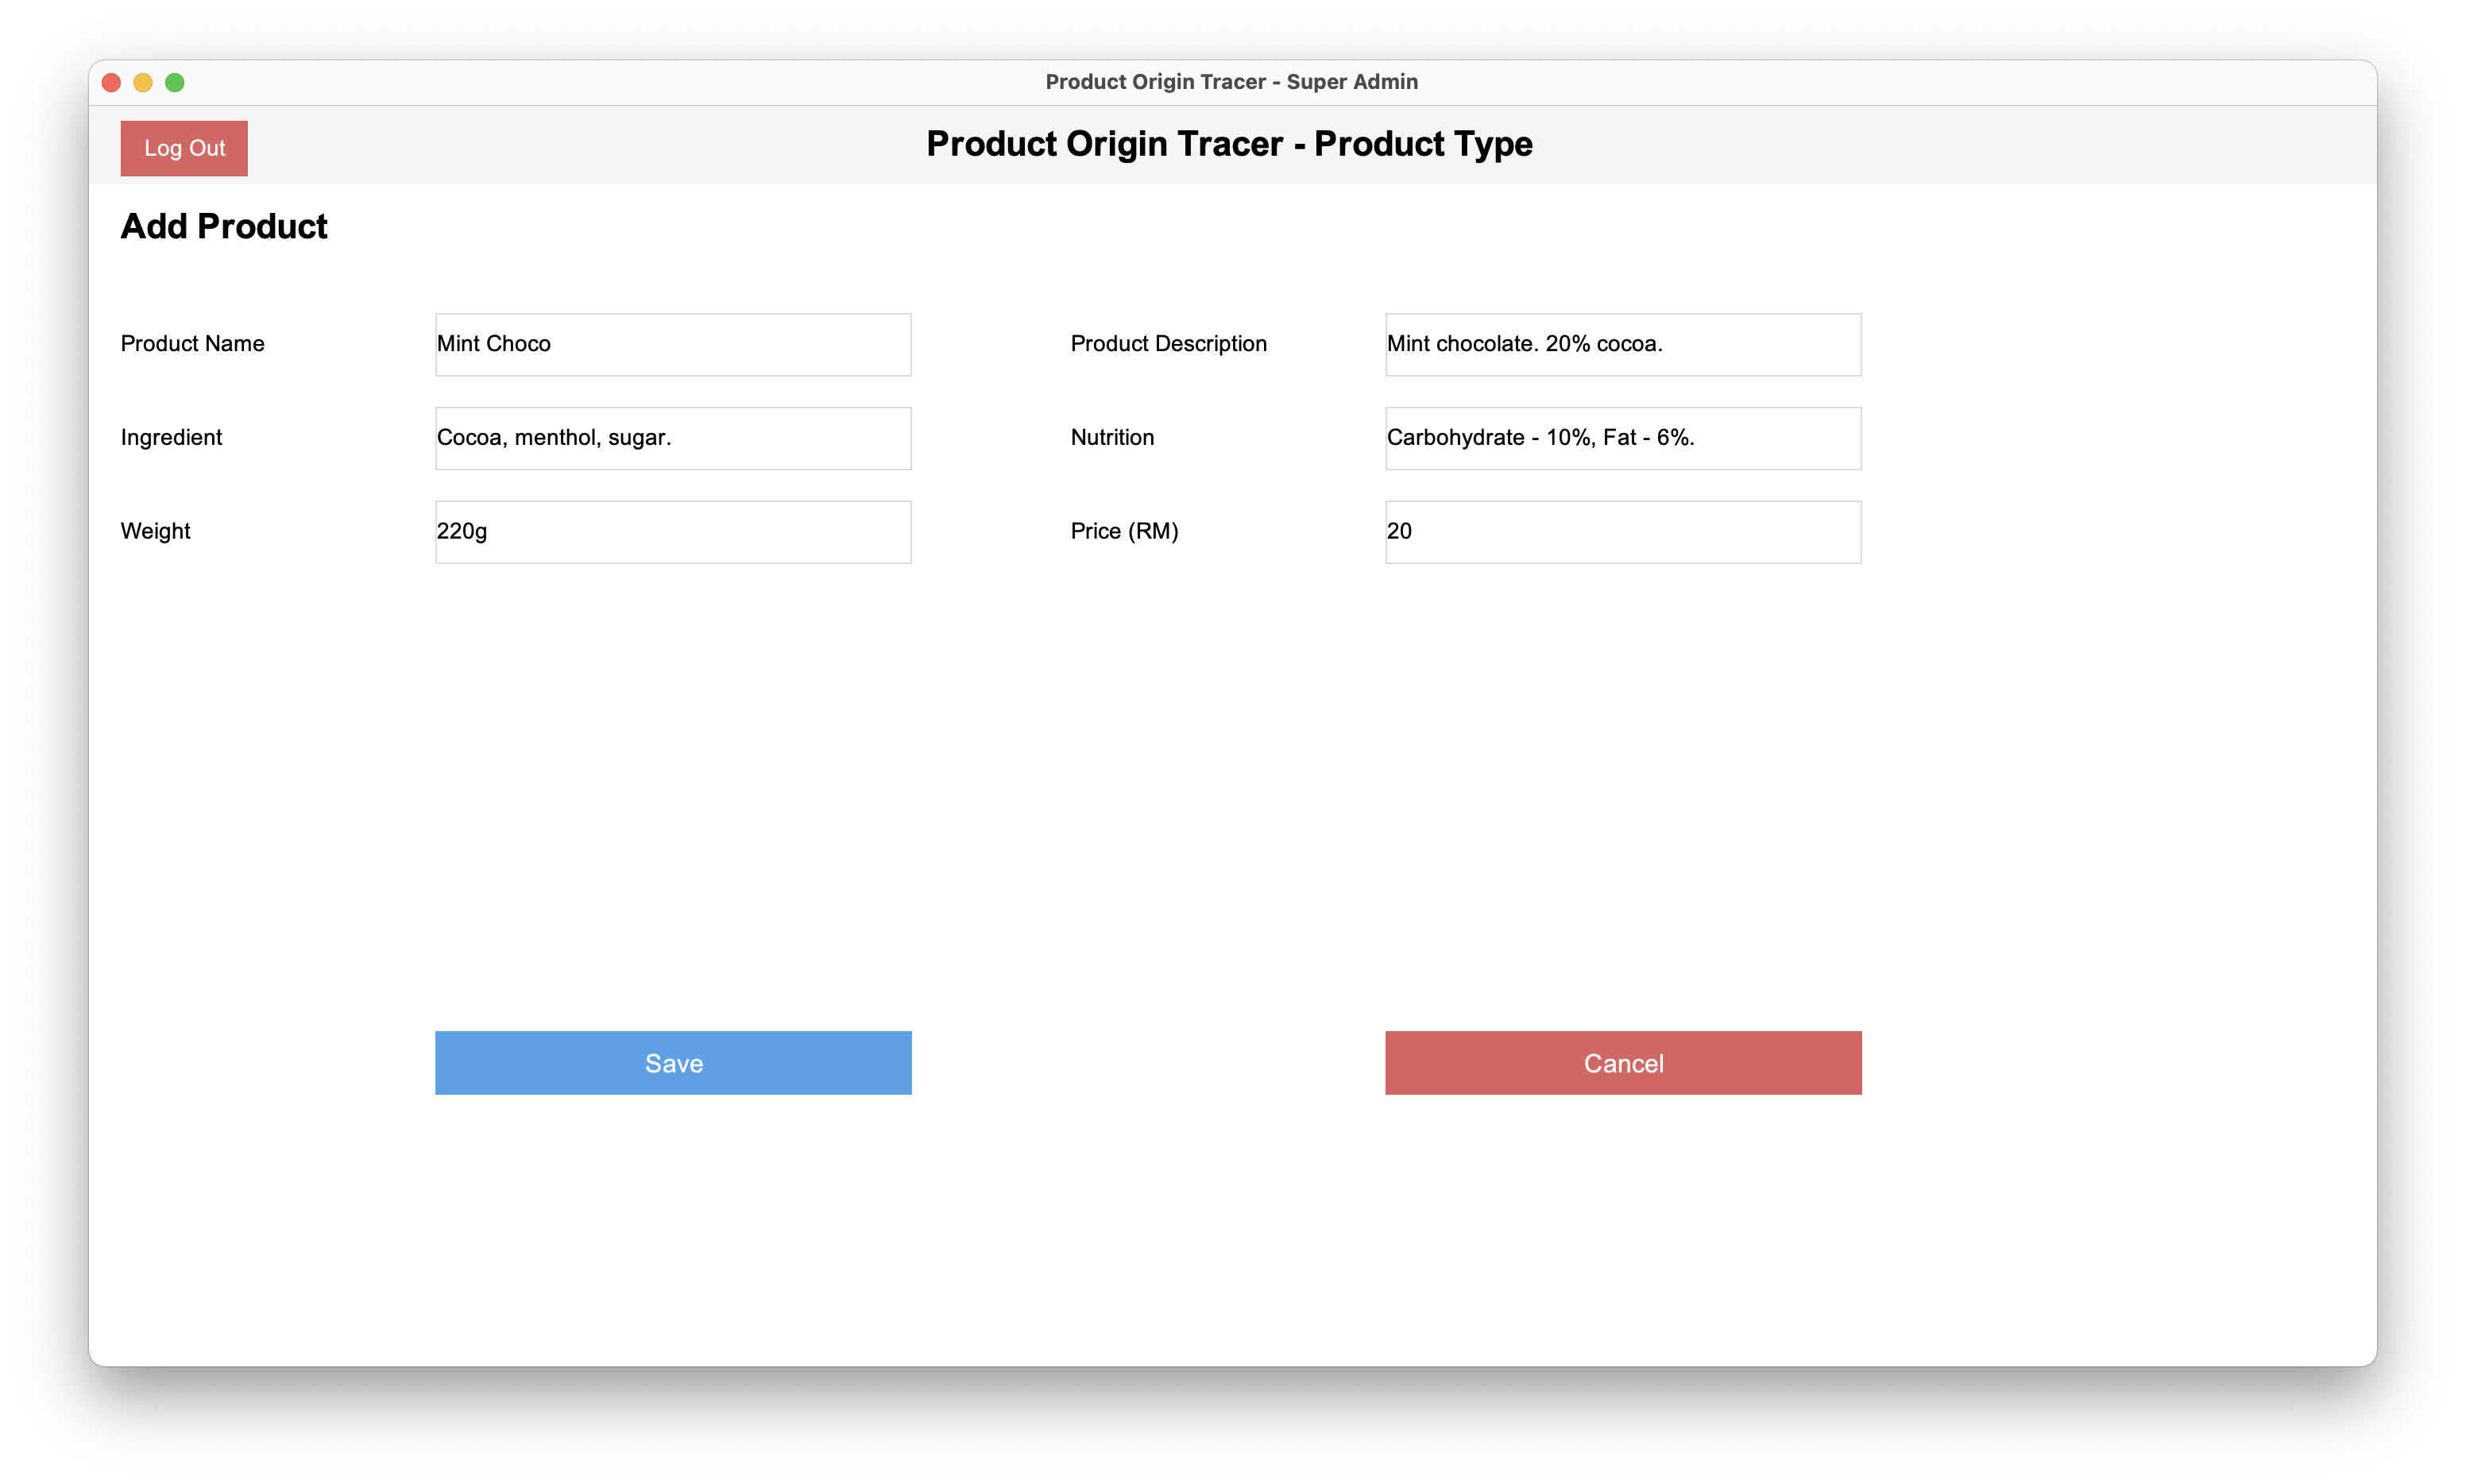 Product Origin Tracer - Super Admin
Log Out
Product Origin Tracer - Product Type
Add Product
Product Name
Mint Choco
Product Description
Mint chocolate. 20% cocoa.
Ingredient
Cocoa, menthol, sugar.
Nutrition
Carbohydrate - 10%, Fat - 6%.
Weight
220g
Price (RM)
20
Save
Cancel